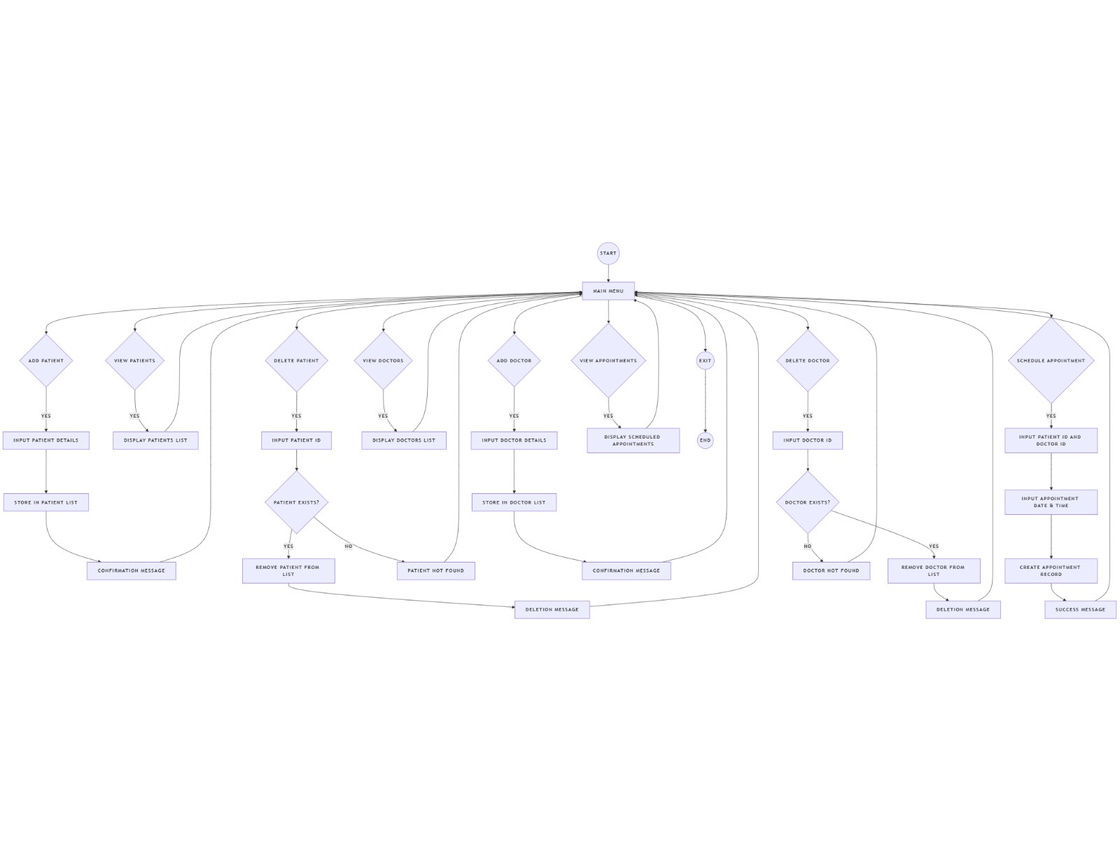 START
MAIN MENU
ADD PATIENT
VIEW PATIENTS
DELETE PATIENT
VIEW DOCTORS
ADD DOCTOR
VIEW APPOINTMENTS
EXIT
DELETE DOCTOR
SCHEDULE APPOINTMENT
YES
YES
YES
YES
YES
YES
YES
YES
INPUT PATIENT DETAILS
DISPLAY PATIENTS LIST
INPUT PATIENT ID
DISPLAY DOCTORS LIST
INPUT DOCTOR DETAILS
DISPLAY SCHEDULED
APPOINTMENTS
END
INPUT DOCTOR ID
INPUT PATIENT ID AND
DOCTOR ID
STORE IN PATIENT LIST
PATIENT EXISTS?
STORE IN DOCTOR LIST
DOCTOR EXISTS?
INPUT APPOINTMENT
DATE & TIME
YES
NO
NO
YES
CONFIRMATION MESSAGE
REMOVE PATIENT FROM
LIST
PATIENT NOT FOUND
CONFIRMATION MESSAGE
DOCTOR NOT FOUND
REMOVE DOCTOR FROM
LIST
CREATE APPOINTMENT
RECORD
DELETION MESSAGE
DELETION MESSAGE
SUCCESS MESSAGE